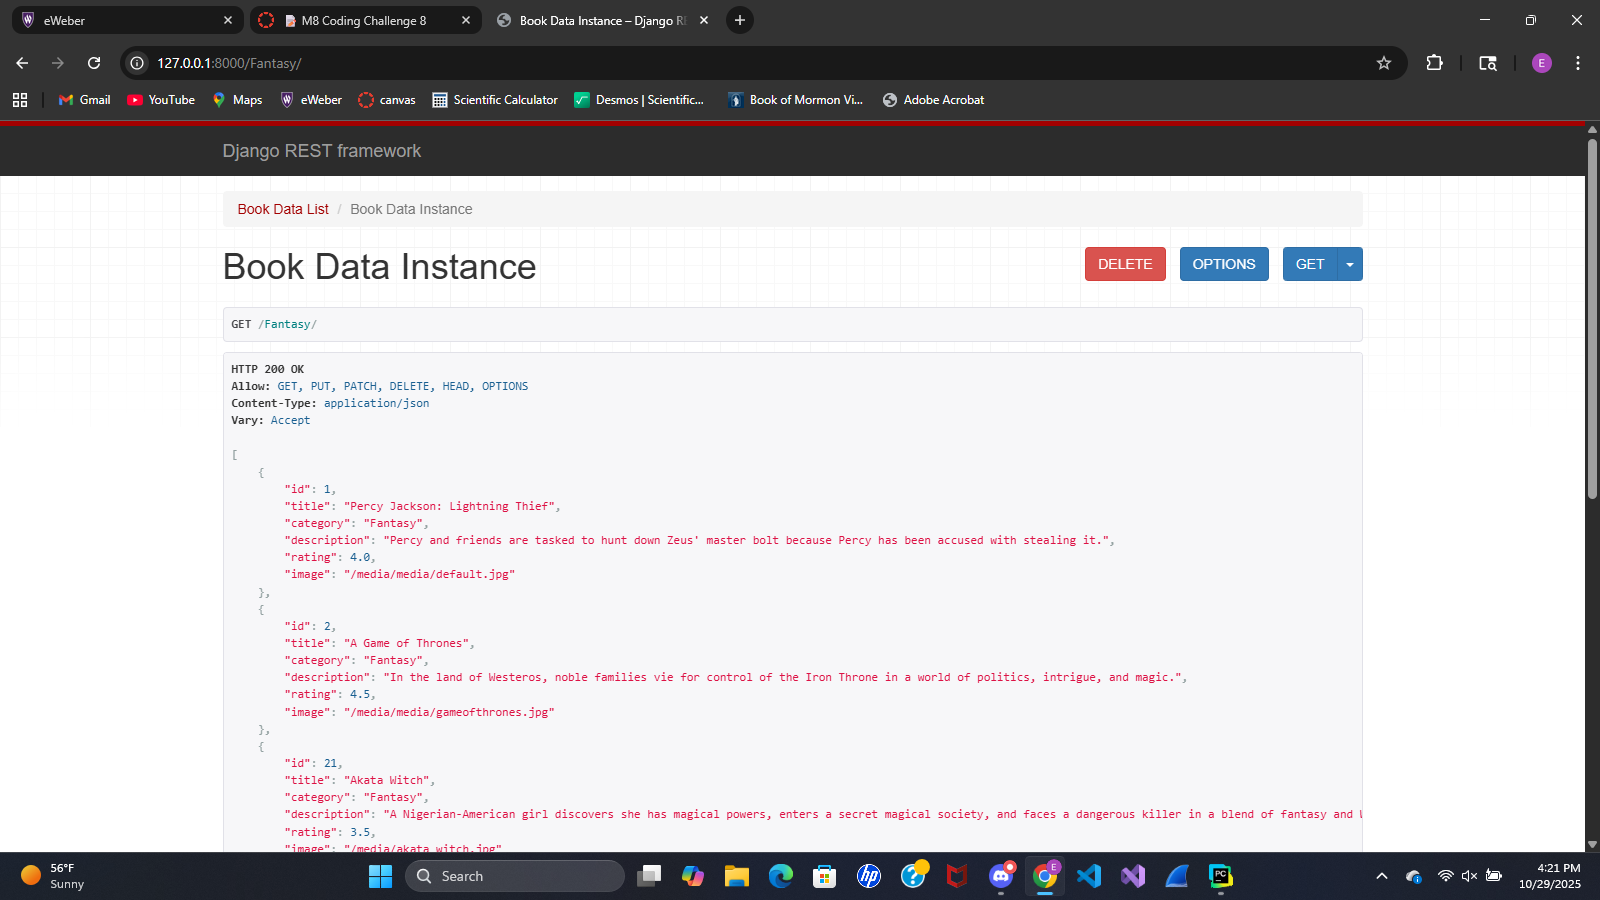 eWeber
M8 Coding Challenge 8
Book Data Instance – Django RE
127.0.0.1:8000/Fantasy/
E
Gmail
YouTube
Maps
eWeber
canvas
Scientific Calculator
Desmos | Scientific...
Book of Mormon Vi...
Adobe Acrobat
Django REST framework
Book Data List / Book Data Instance
Book Data Instance
DELETE
OPTIONS
GET
GET /Fantasy/
HTTP 200 OK
Allow: GET, PUT, PATCH, DELETE, HEAD, OPTIONS
Content-Type: application/json
Vary: Accept
[
{
"id": 1,
"title": "Percy Jackson: Lightning Thief",
"category": "Fantasy",
"description": "Percy and friends are tasked to hunt down Zeus' master bolt because Percy has been accused with stealing it.",
"rating": 4.0,
"image": "/media/media/default.jpg"
},
{
"id": 2,
"title": "A Game of Thrones",
"category": "Fantasy",
"description": "In the land of Westeros, noble families vie for control of the Iron Throne in a world of politics, intrigue, and magic.",
"rating": 4.5,
"image": "/media/media/gameofthrones.jpg"
},
{
"id": 21,
"title": "Akata Witch",
"category": "Fantasy",
"description": "A Nigerian-American girl discovers she has magical powers, enters a secret magical society, and faces a dangerous killer in a blend of fantasy and
"rating": 3.5,
"image": "/media/akata_witch.jpg"
56°F
Sunny
Search
hp
E
PC
4:21 PM
10/29/2025